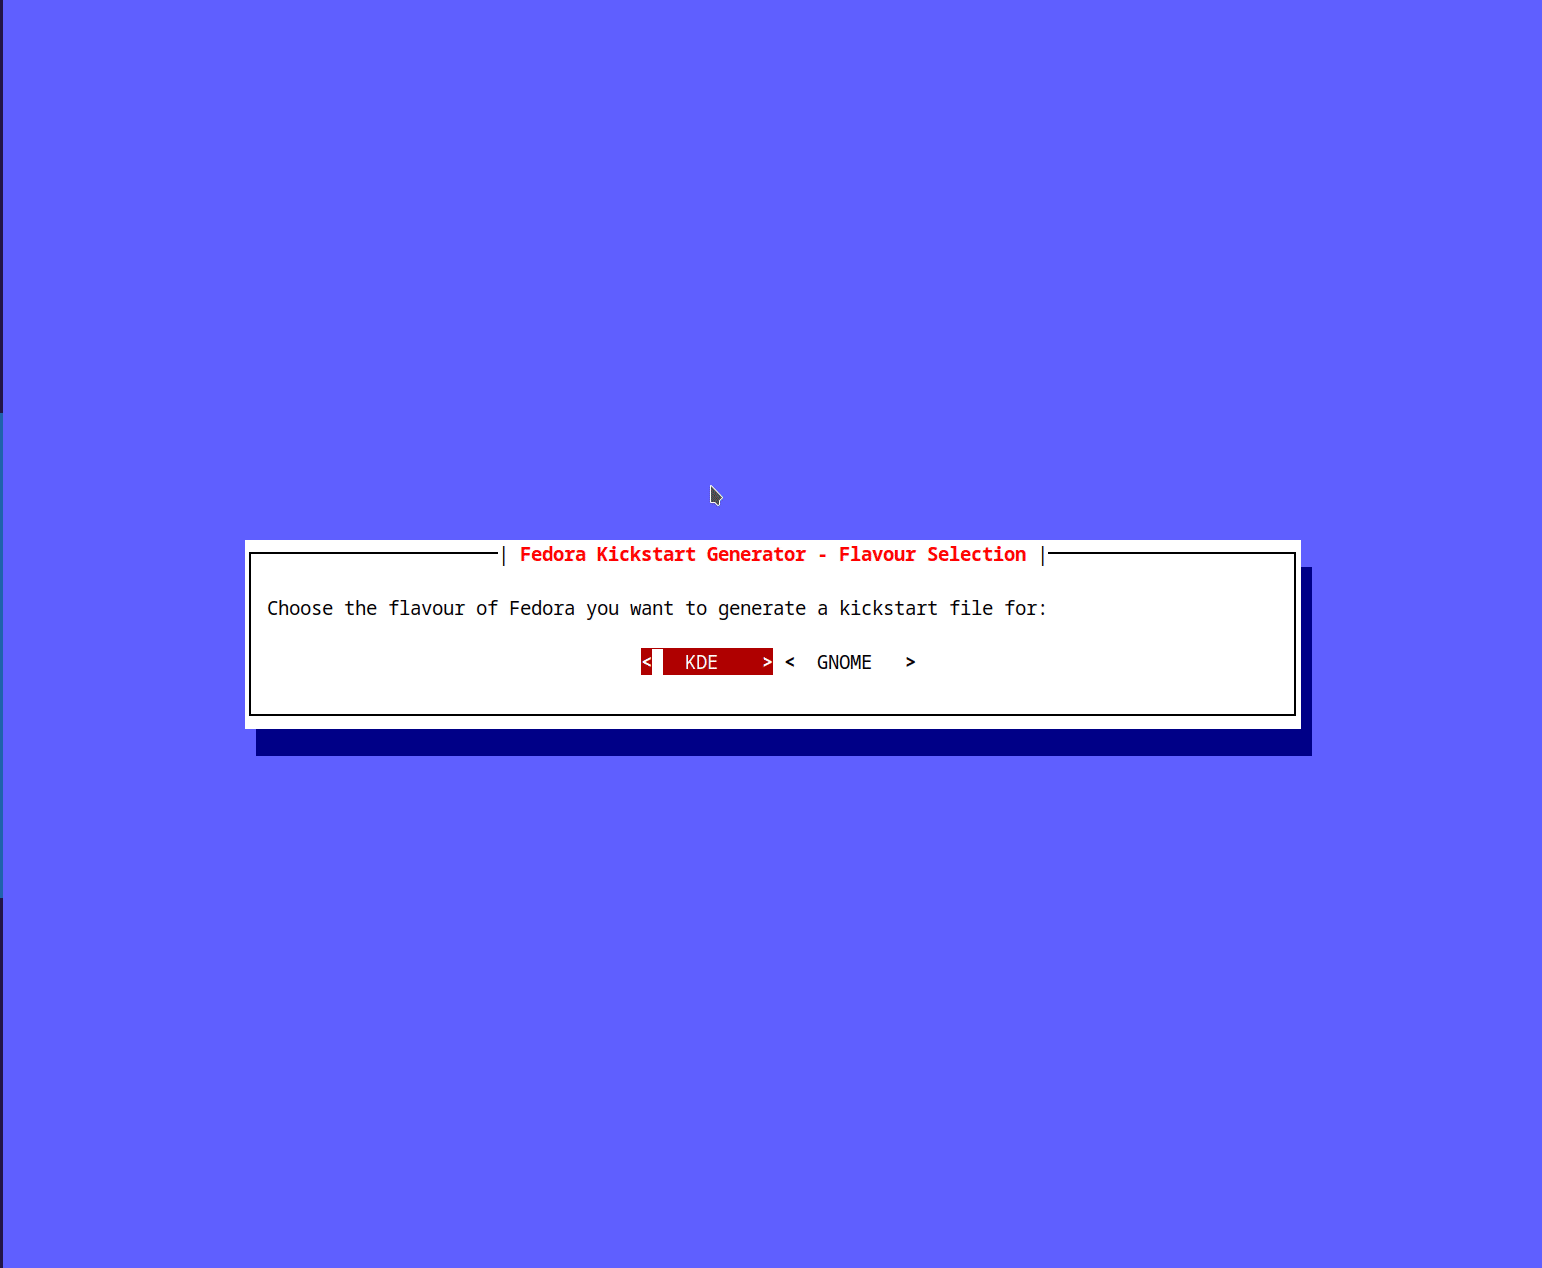 | Fedora Kickstart Generator - Flavour Selection |
Choose the flavour of Fedora you want to generate a kickstart file for:
< KDE > < GNOME >